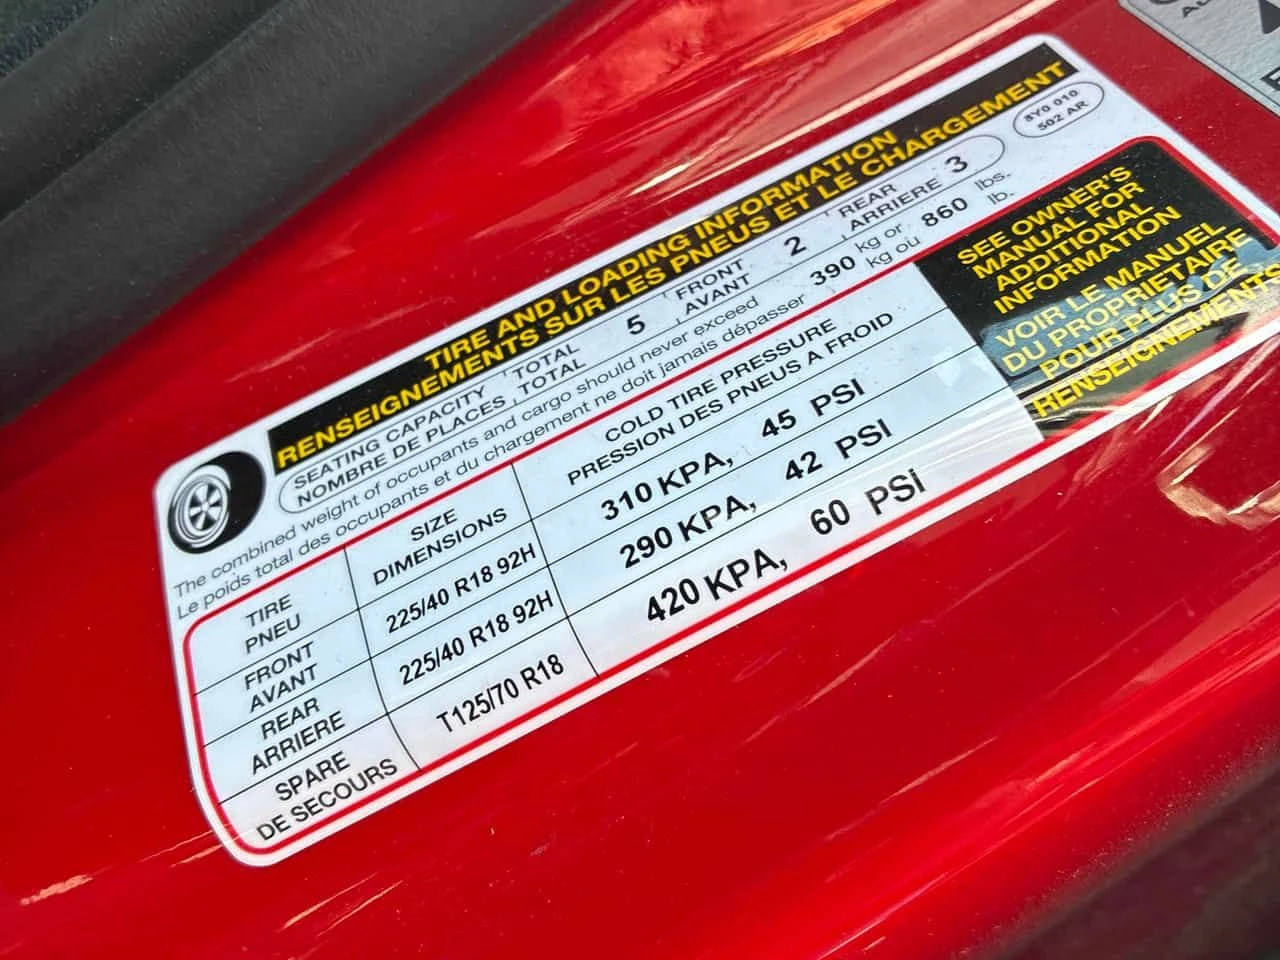 TIRE AND LOADING INFORMATION
RENSEIGNEMENTS SUR LES PNEUS ET LE CHARGEMENT
8Y0 010
502 AR
SEATING CAPACITY TOTAL 5 FRONT 2 REAR 3
NOMBRE DE PLACES TOTAL AVANT ARRIERE
The combined weight of occupants and cargo should never exceed 390 kg or 860 lbs.
Le poids total des occupants et du chargement ne doit jamais dépasser kg ou lb.
TIRE SIZE COLD TIRE PRESSURE
PNEU DIMENSIONS PRESSION DES PNEUS A FROID
FRONT 225/40 R18 92H 310 KPA, 45 PSI
AVANT
REAR 225/40 R18 92H 290 KPA, 42 PSI
ARRIERE
SPARE T125/70 R18 420 KPA, 60 PSI
DE SECOURS
SEE OWNER'S
MANUAL FOR
ADDITIONAL
INFORMATION
VOIR LE MANUEL
DU PROPRIETAIRE
POUR PLUS DE
RENSEIGNEMENTS